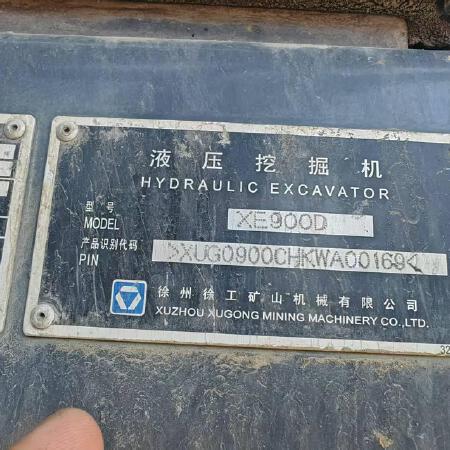 液压挖掘机
HYDRAULIC EXCAVATOR
型号
MODEL XE900D
产品识别代码
PIN >XUG0900CHKWA00169<
徐州徐工矿山机械有限公司
XUZHOU XUGONG MINING MACHINERY CO.,LTD.